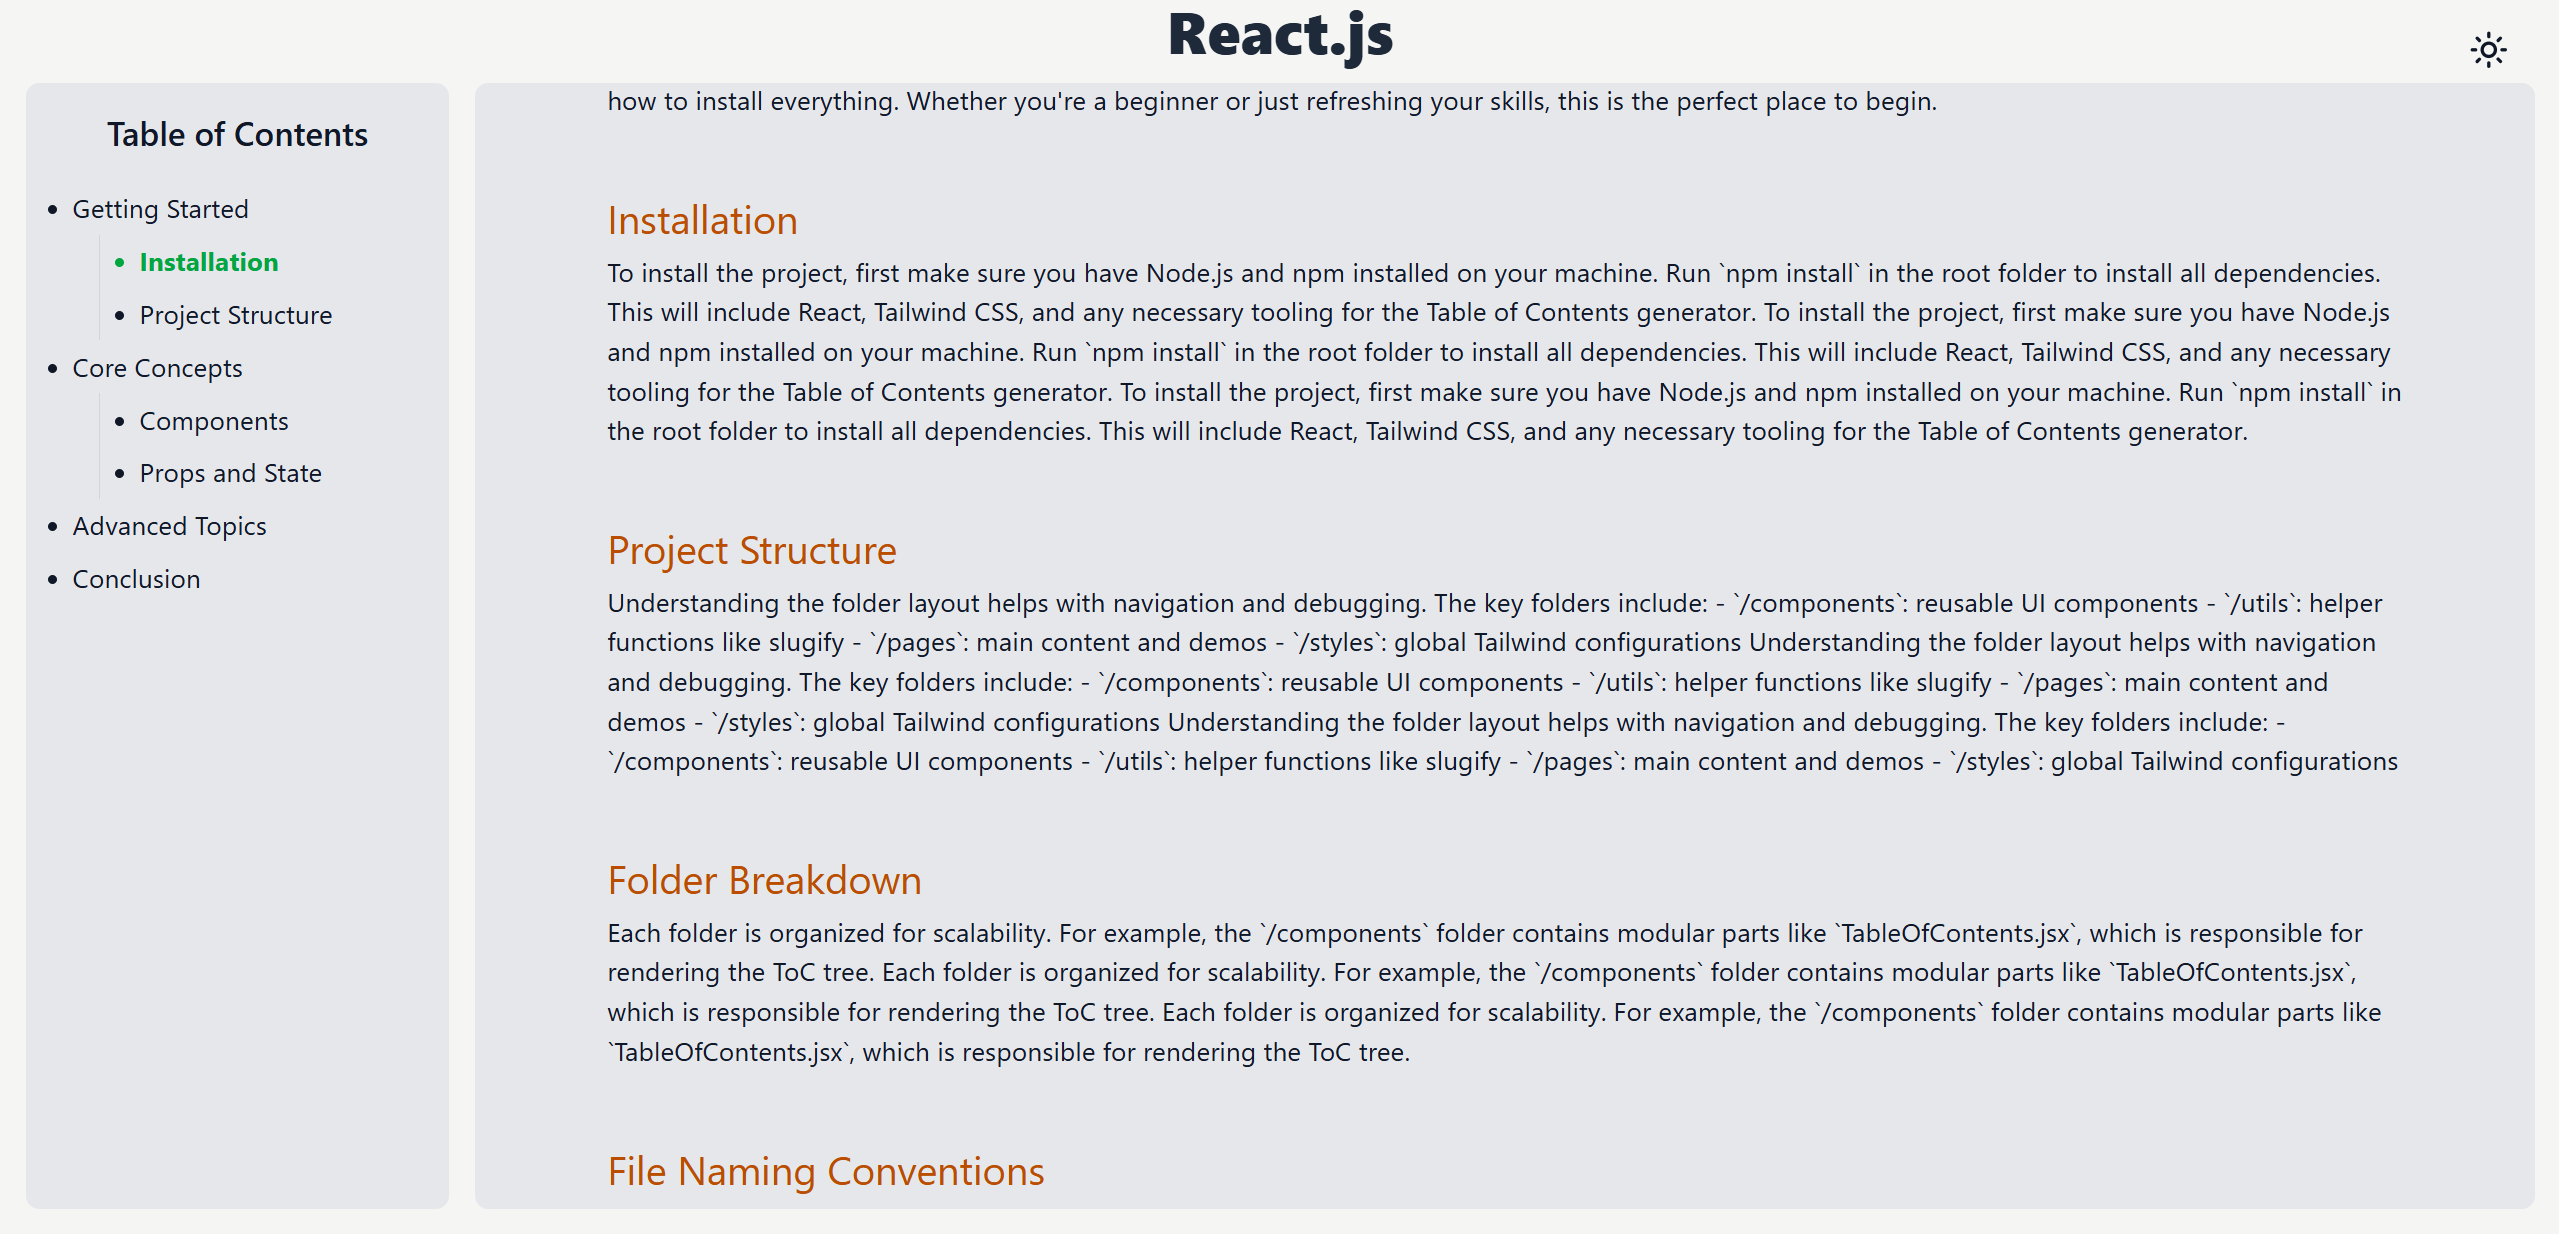 React.js
Table of Contents
Getting Started
Installation
Project Structure
Core Concepts
Components
Props and State
Advanced Topics
Conclusion
how to install everything. Whether you're a beginner or just refreshing your skills, this is the perfect place to begin.
Installation
To install the project, first make sure you have Node.js and npm installed on your machine. Run `npm install` in the root folder to install all dependencies.
This will include React, Tailwind CSS, and any necessary tooling for the Table of Contents generator. To install the project, first make sure you have Node.js
and npm installed on your machine. Run `npm install` in the root folder to install all dependencies. This will include React, Tailwind CSS, and any necessary
tooling for the Table of Contents generator. To install the project, first make sure you have Node.js and npm installed on your machine. Run `npm install` in
the root folder to install all dependencies. This will include React, Tailwind CSS, and any necessary tooling for the Table of Contents generator.
Project Structure
Understanding the folder layout helps with navigation and debugging. The key folders include: - `/components`: reusable UI components - `/utils`: helper
functions like slugify - `/pages`: main content and demos - `/styles`: global Tailwind configurations Understanding the folder layout helps with navigation
and debugging. The key folders include: - `/components`: reusable UI components - `/utils`: helper functions like slugify - `/pages`: main content and
demos - `/styles`: global Tailwind configurations Understanding the folder layout helps with navigation and debugging. The key folders include: -
`/components`: reusable UI components - `/utils`: helper functions like slugify - `/pages`: main content and demos - `/styles`: global Tailwind configurations
Folder Breakdown
Each folder is organized for scalability. For example, the `/components` folder contains modular parts like `TableOfContents.jsx`, which is responsible for
rendering the ToC tree. Each folder is organized for scalability. For example, the `/components` folder contains modular parts like `TableOfContents.jsx`,
which is responsible for rendering the ToC tree. Each folder is organized for scalability. For example, the `/components` folder contains modular parts like
`TableOfContents.jsx`, which is responsible for rendering the ToC tree.
File Naming Conventions